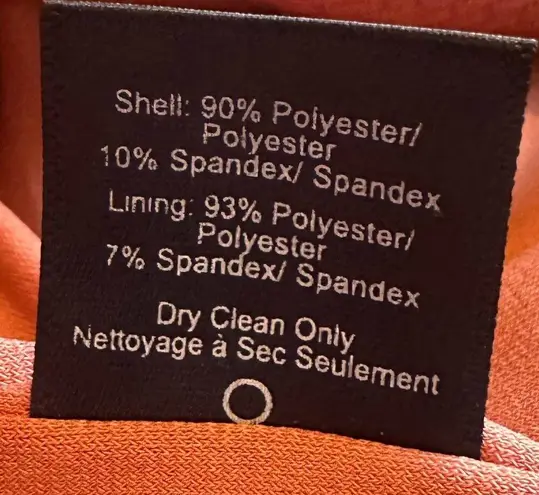 Shell: 90% Polyester/
Polyester
10% Spandex/ Spandex
Lining: 93% Polyester/
Polyester
7% Spandex/ Spandex
Dry Clean Only
Nettoyage à Sec Seulement